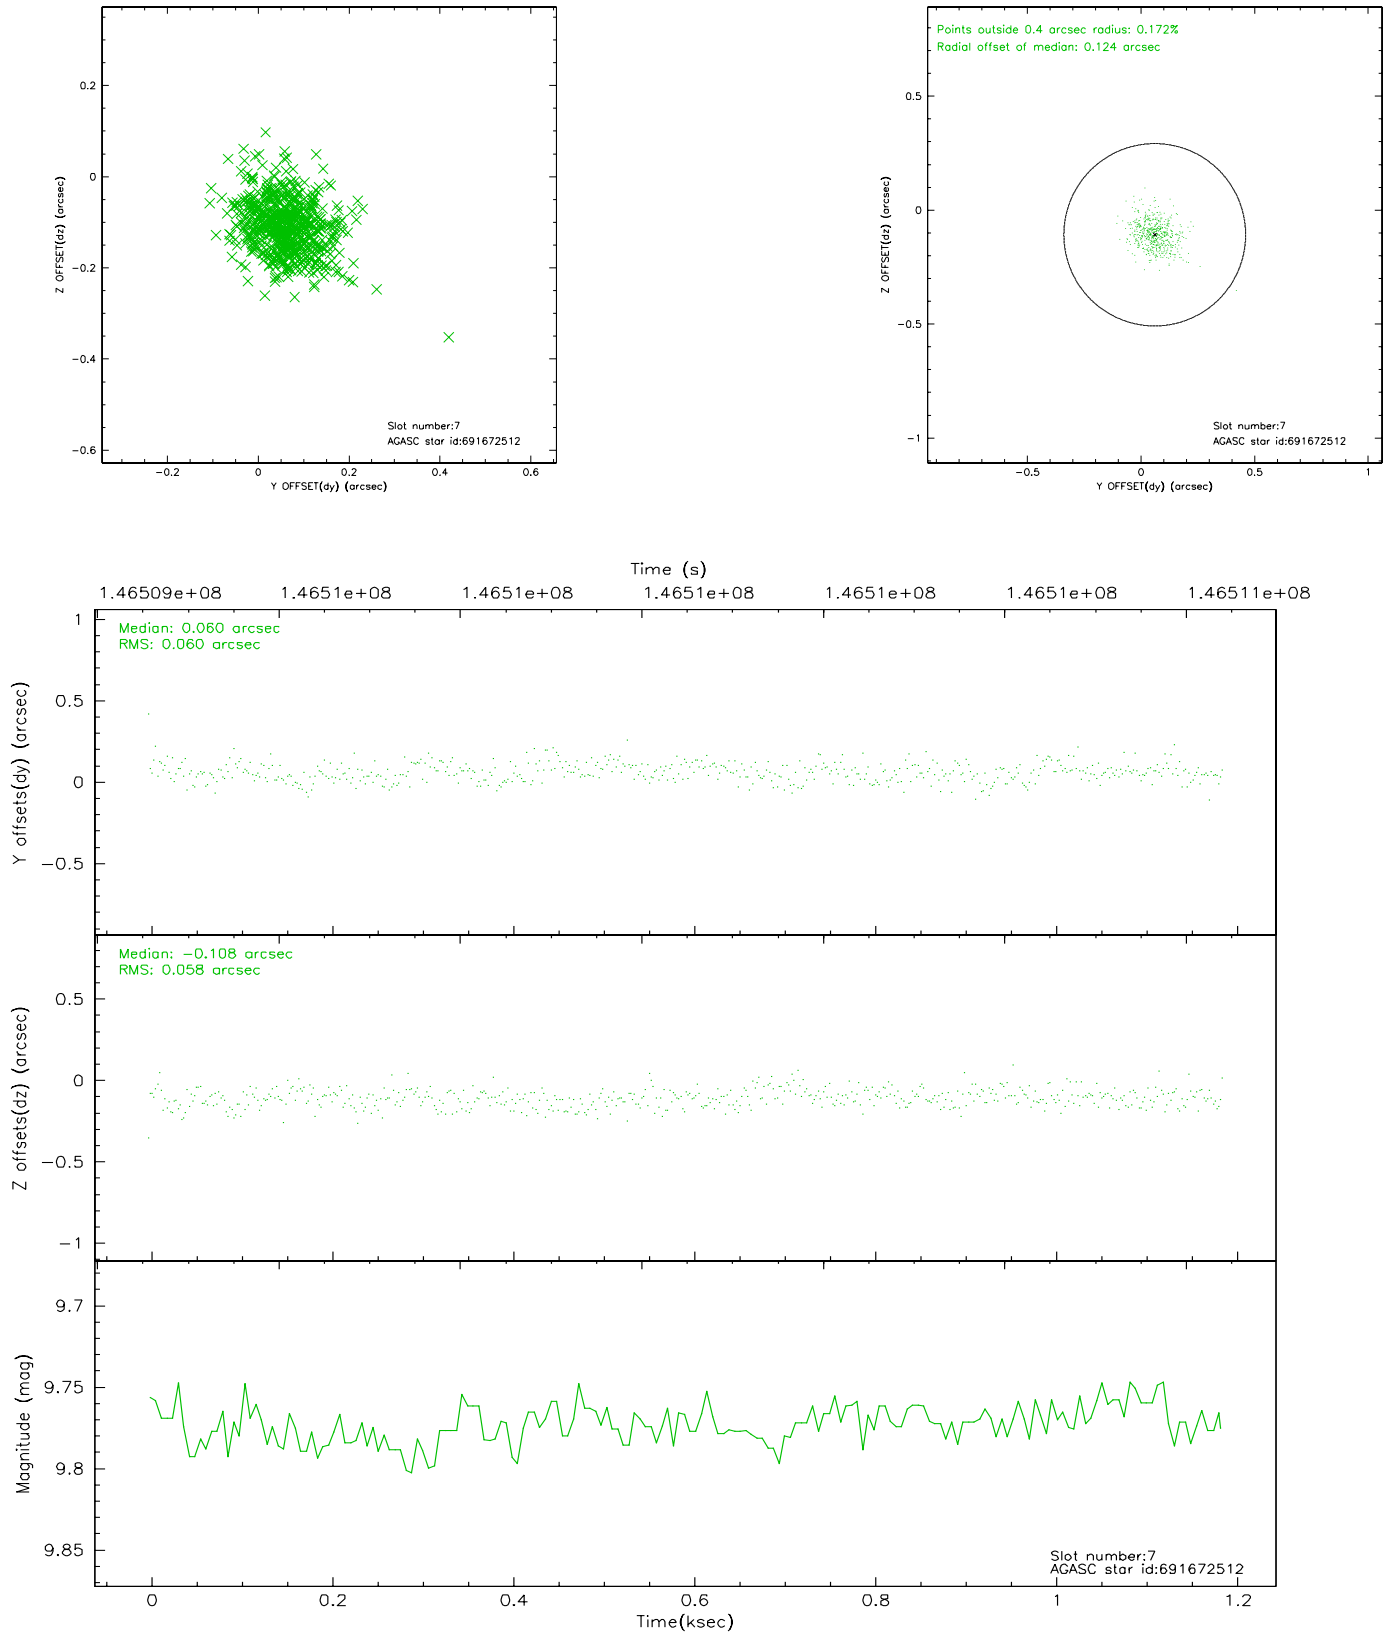 0.2
0
−0.2
−0.4
−0.6
Z OFFSET(dz) (arcsec)
Slot number:7
AGASC star id:691672512
−0.2 0 0.2 0.4 0.6
Y OFFSET(dy) (arcsec)
Points outside 0.4 arcsec radius: 0.172%
Radial offset of median: 0.124 arcsec
0.5
0
−0.5
−1
Z OFFSET(dz) (arcsec)
Slot number:7
AGASC star id:691672512
−0.5 0 0.5 1
Y OFFSET(dy) (arcsec)
Time (s)
1.46509e+08 1.4651e+08 1.4651e+08 1.4651e+08 1.4651e+08 1.4651e+08 1.46511e+08
Median: 0.060 arcsec
RMS: 0.060 arcsec
1
0.5
0
−0.5
Y offsets(dy) (arcsec)
Median: −0.108 arcsec
RMS: 0.058 arcsec
0.5
0
−0.5
−1
Z offsets(dz) (arcsec)
9.7
9.75
9.8
9.85
Magnitude (mag)
Slot number:7
AGASC star id:691672512
0 0.2 0.4 0.6 0.8 1 1.2
Time(ksec)